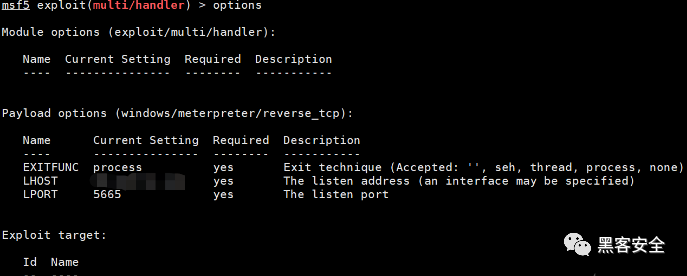 msf5 exploit(multi/handler) > options
Module options (exploit/multi/handler):
Name Current Setting Required Description
---- --------------- -------- -----------
Payload options (windows/meterpreter/reverse_tcp):
Name Current Setting Required Description
---- --------------- -------- -----------
EXITFUNC process yes Exit technique (Accepted: '', seh, thread, process, none)
LHOST yes The listen address (an interface may be specified)
LPORT 5665 yes The listen port
Exploit target:
黑客安全
Id Name
-- ----